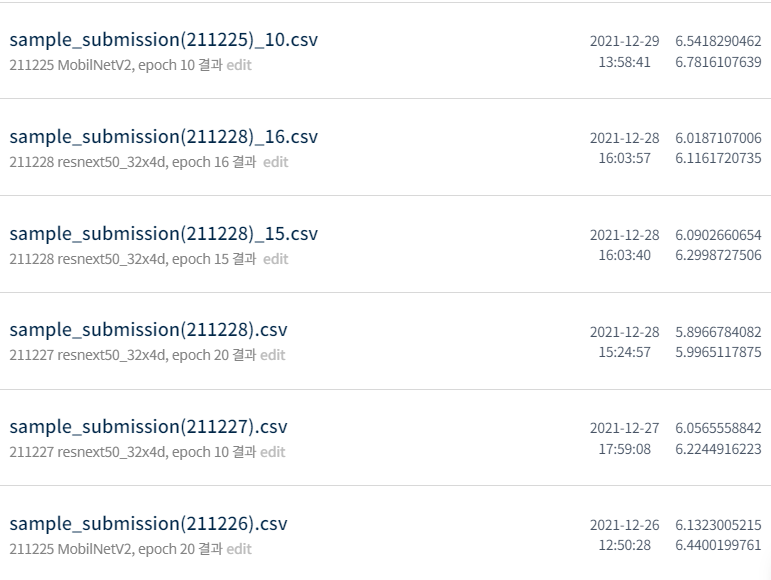 sample_submission(211225)_10.csv 2021-12-29 6.5418290462
211225 MobilNetV2, epoch 10 결과 edit 13:58:41 6.7816107639
sample_submission(211228)_16.csv 2021-12-28 6.0187107006
211228 resnext50_32x4d, epoch 16 결과 edit 16:03:57 6.1161720735
sample_submission(211228)_15.csv 2021-12-28 6.0902660654
211228 resnext50_32x4d, epoch 15 결과 edit 16:03:40 6.2998727506
sample_submission(211228).csv 2021-12-28 5.8966784082
211227 resnext50_32x4d, epoch 20 결과 edit 15:24:57 5.9965117875
sample_submission(211227).csv 2021-12-27 6.0565558842
211227 resnext50_32x4d, epoch 10 결과 edit 17:59:08 6.2244916223
sample_submission(211226).csv 2021-12-26 6.1323005215
211225 MobilNetV2, epoch 20 결과 edit 12:50:28 6.4400199761